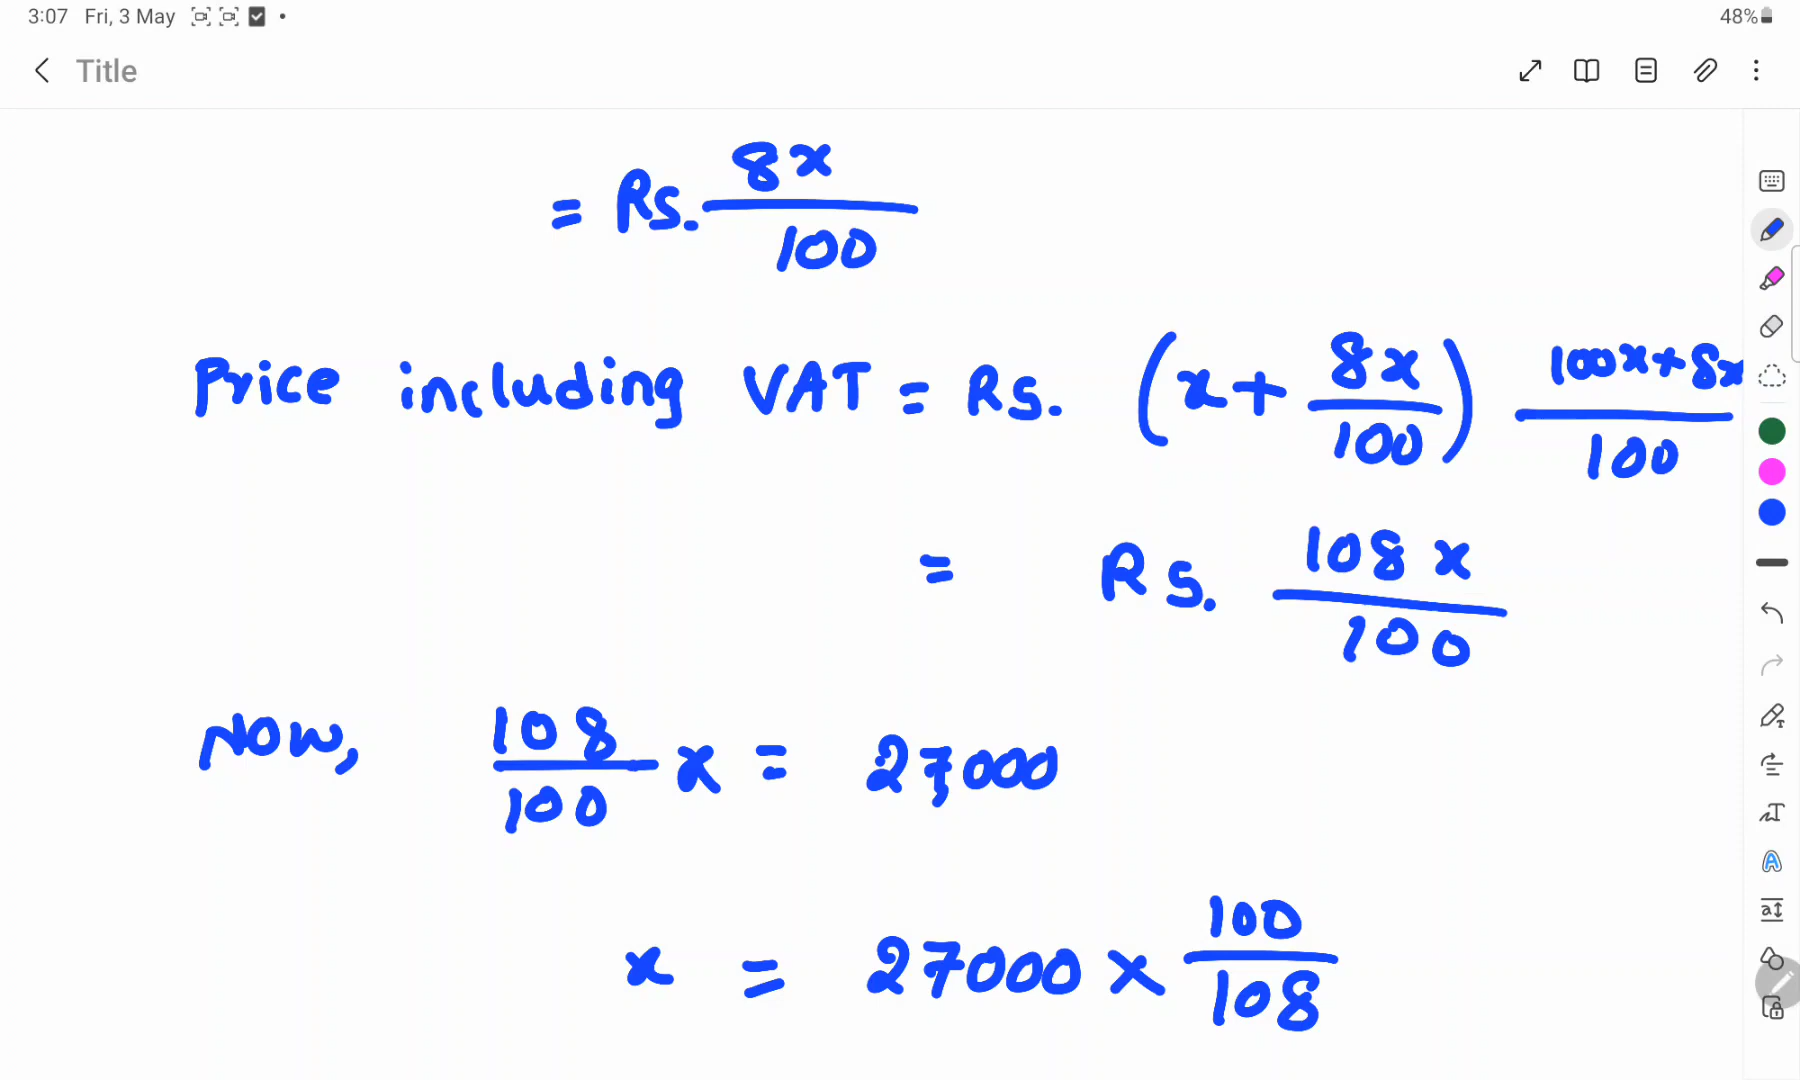 3:07 Fri, 3 May
48%
Title
= Rs. 8x/100
Price including VAT = Rs. (x + 8x/100) 100x+8x/100
= Rs. 108x/100
Now, 108/100 x = 27000
x = 27000 × 100/108